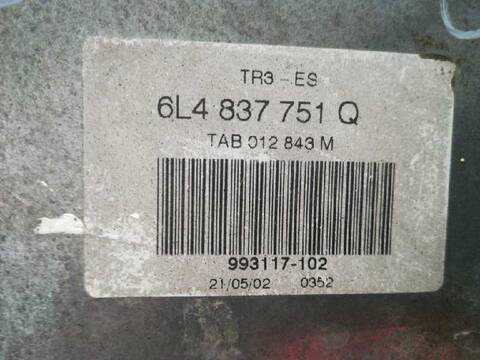 TR3 - ES
6L4 837 751 Q
TAB 012 843 M
993117-102
21/05/02 0352